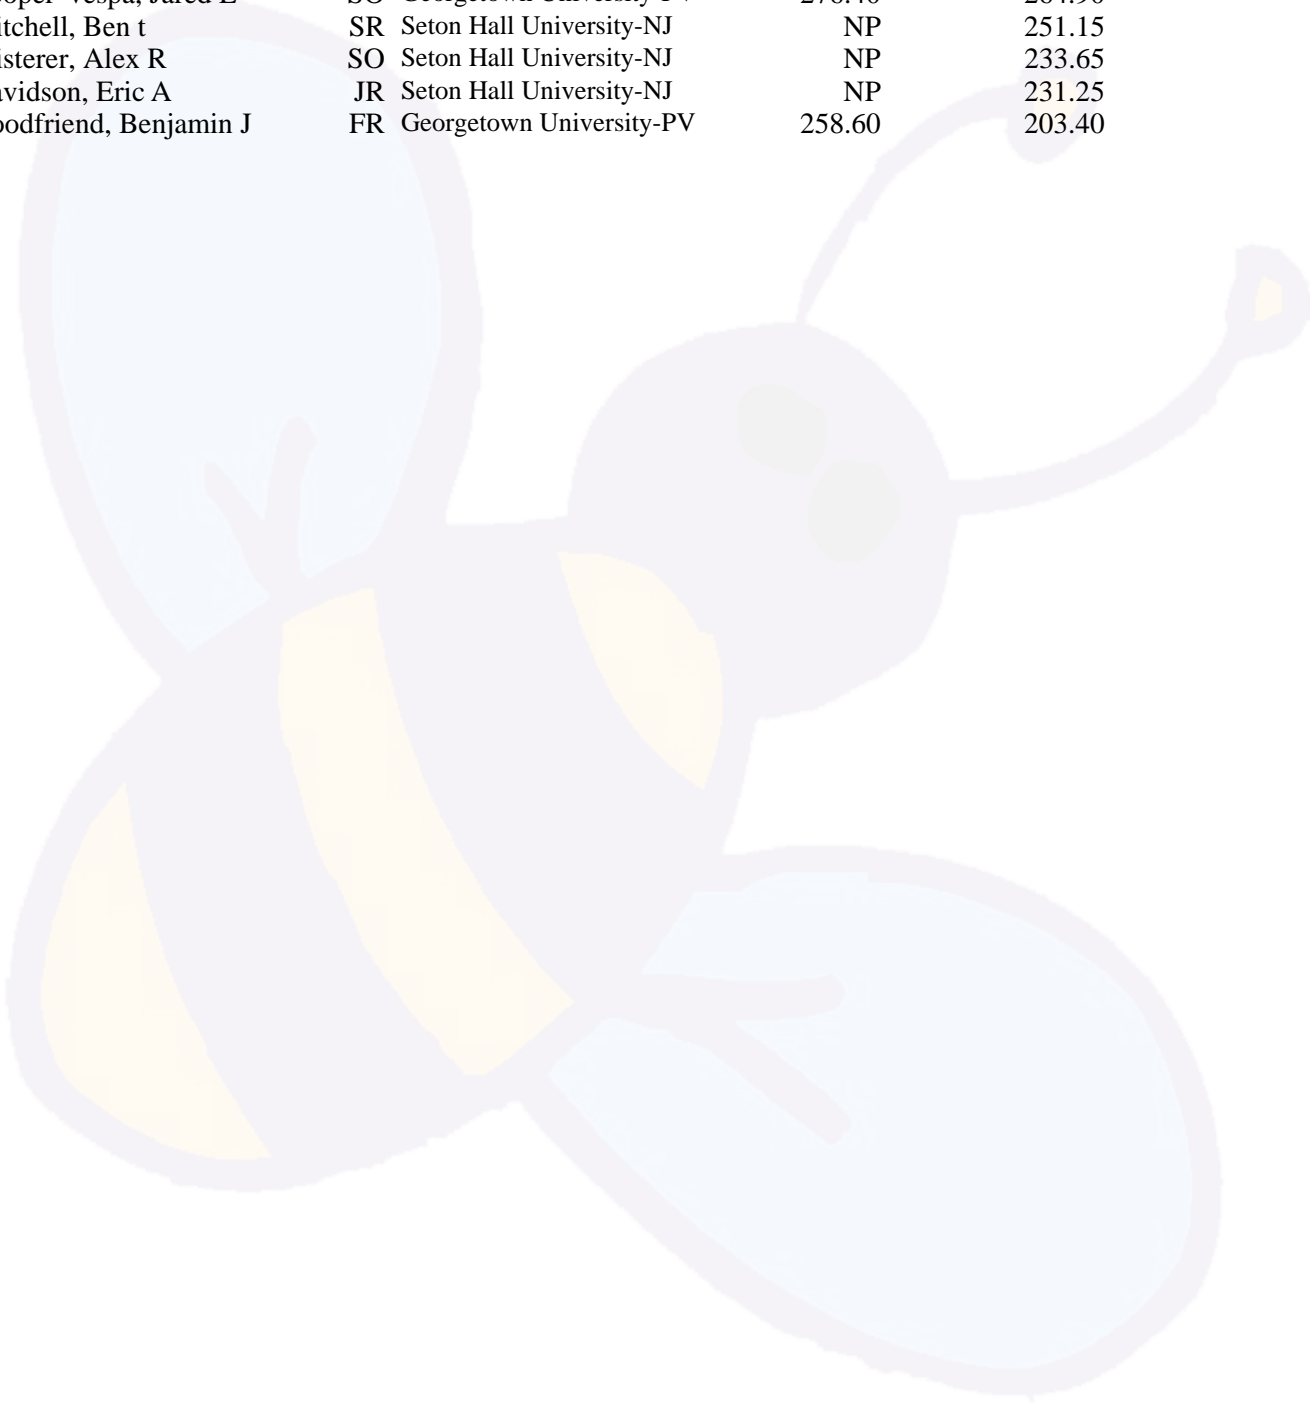 itchell, Ben t SR Seton Hall University-NJ NP 251.15
isterer, Alex R SO Seton Hall University-NJ NP 233.65
avidson, Eric A JR Seton Hall University-NJ NP 231.25
oodfriend, Benjamin J FR Georgetown University-PV 258.60 203.40